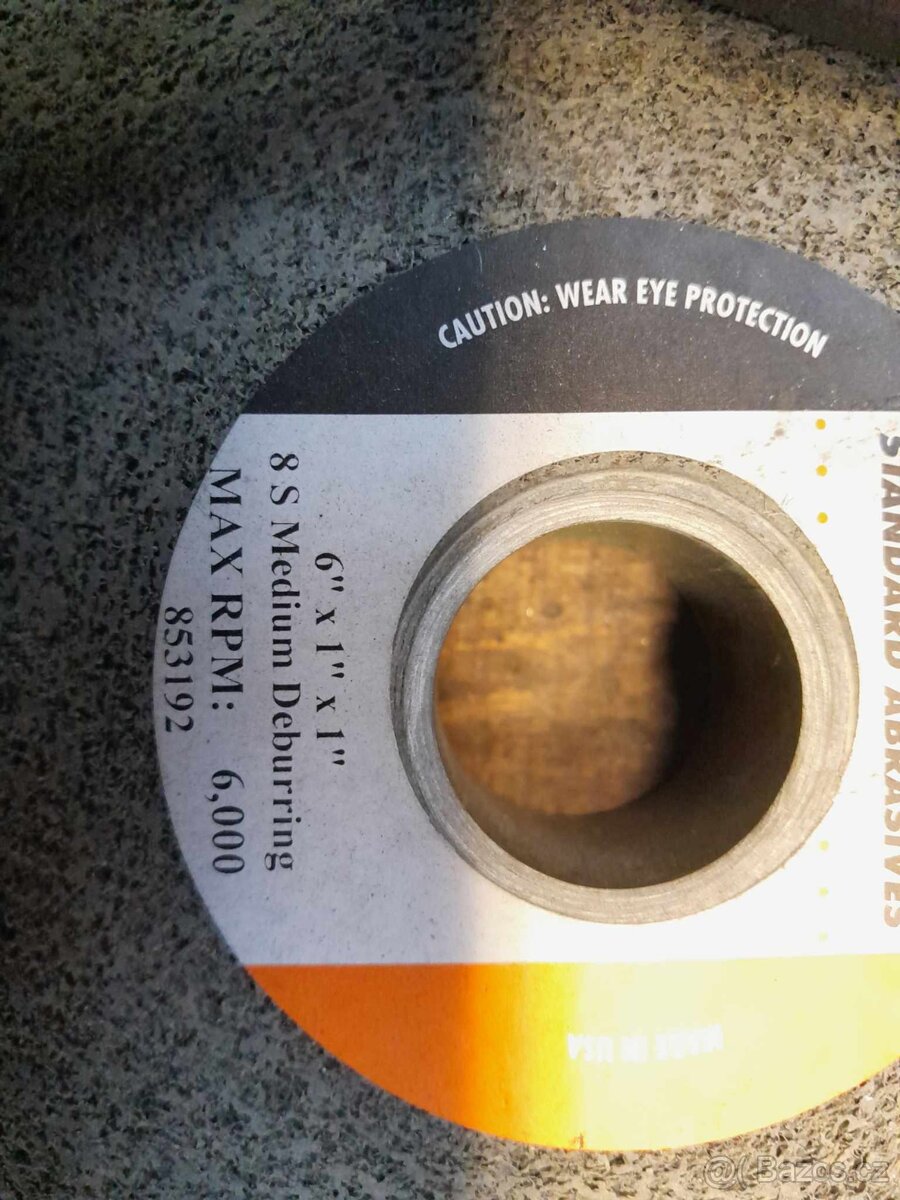 CAUTION: WEAR EYE PROTECTION
STANDARD ABRASIVES
6" x 1" x 1"
8 S Medium Deburring
MAX RPM: 6,000
853192
MADE IN USA
@( Bazos.cz